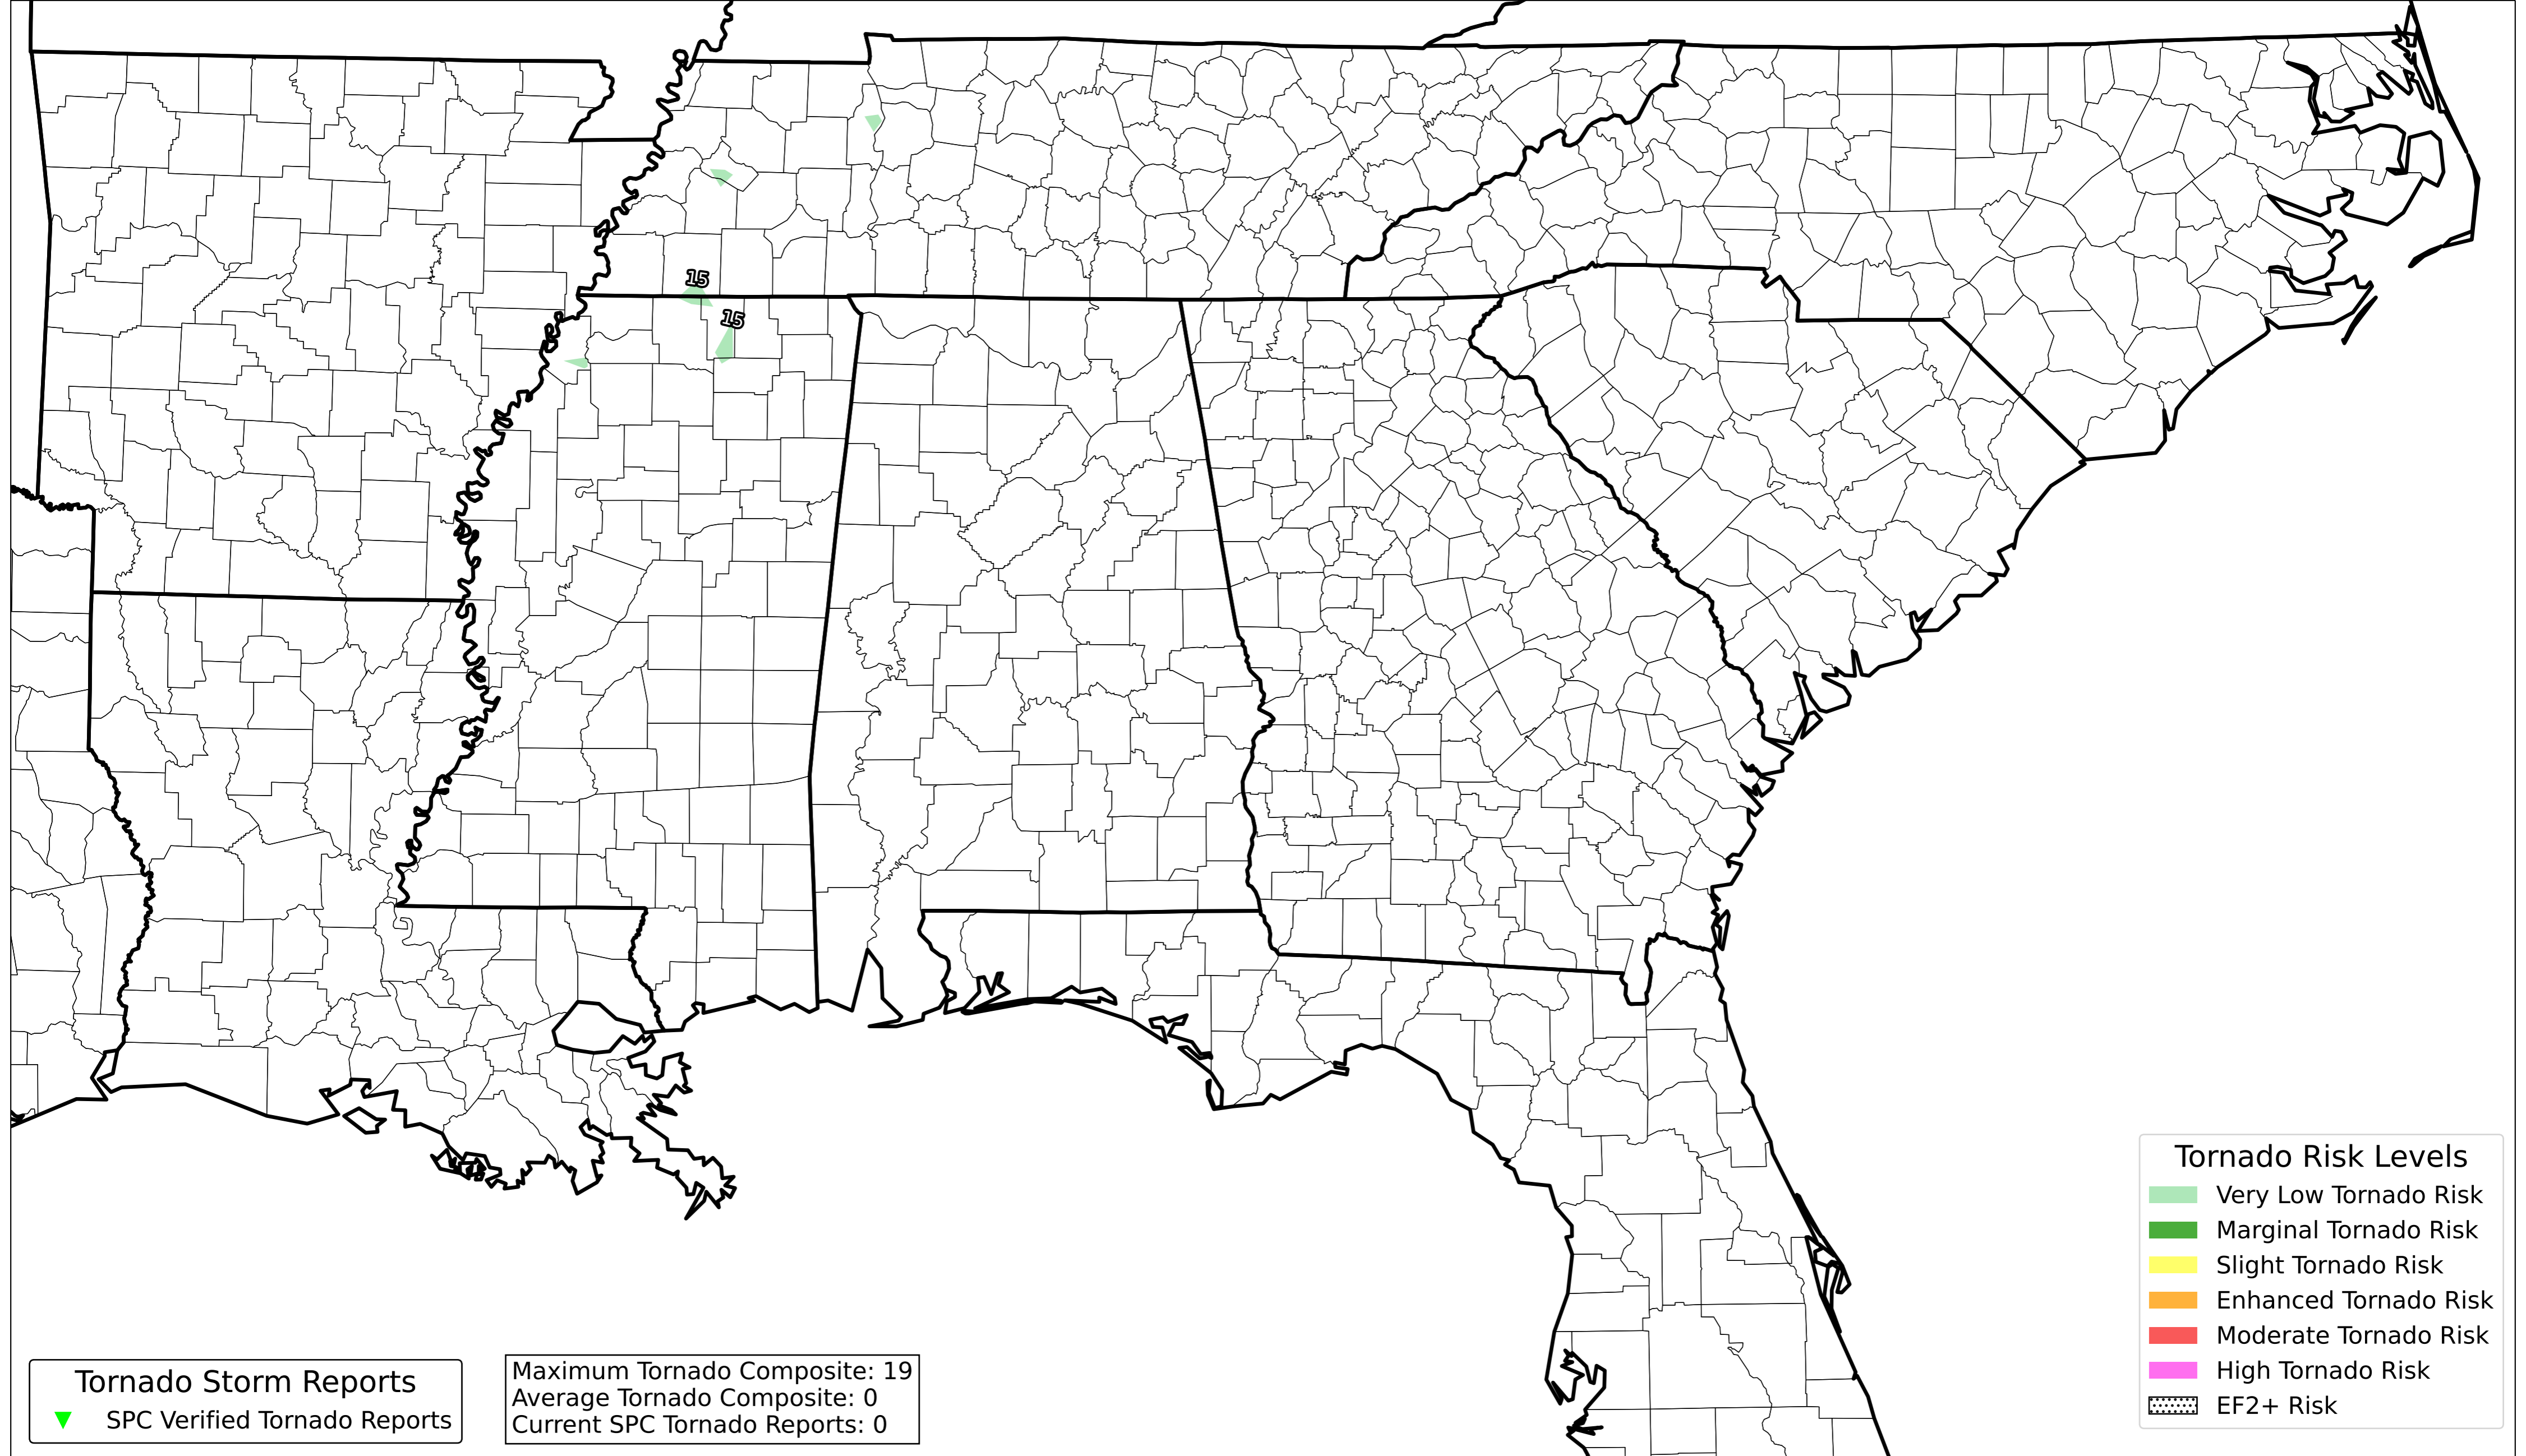 15
15
Tornado Risk Levels
Very Low Tornado Risk
Marginal Tornado Risk
Slight Tornado Risk
Enhanced Tornado Risk
Moderate Tornado Risk
High Tornado Risk
EF2+ Risk
Tornado Storm Reports
SPC Verified Tornado Reports
Maximum Tornado Composite: 19
Average Tornado Composite: 0
Current SPC Tornado Reports: 0